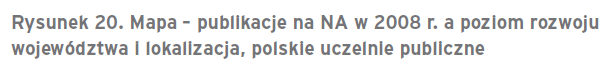 Rysunek 20. Mapa – publikacje na NA w 2008 r. a poziom rozwoju
województwa i lokalizacja, polskie uczelnie publiczne